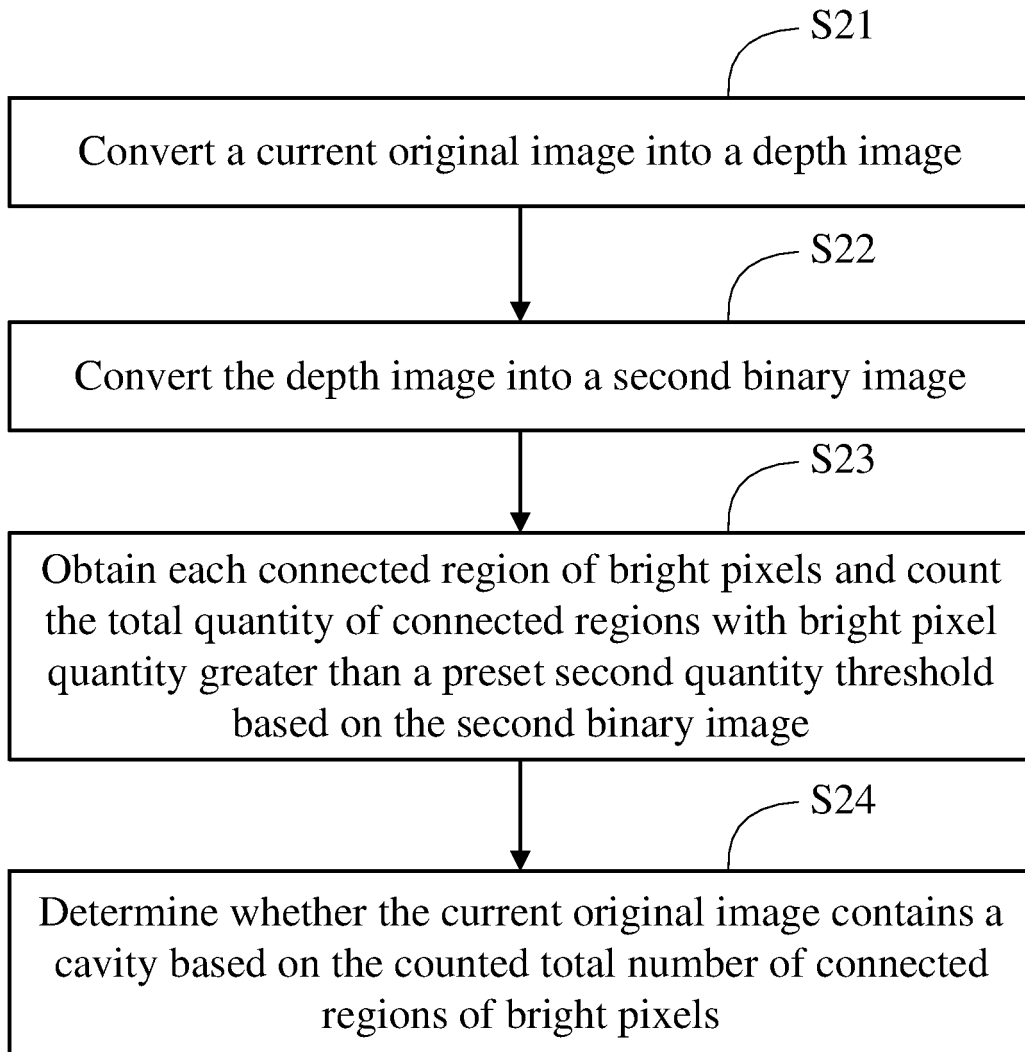 S21
Convert a current original image into a depth image
S22
Convert the depth image into a second binary image
S23
Obtain each connected region of bright pixels and count
the total quantity of connected regions with bright pixel
quantity greater than a preset second quantity threshold
based on the second binary image
S24
Determine whether the current original image contains a
cavity based on the counted total number of connected
regions of bright pixels